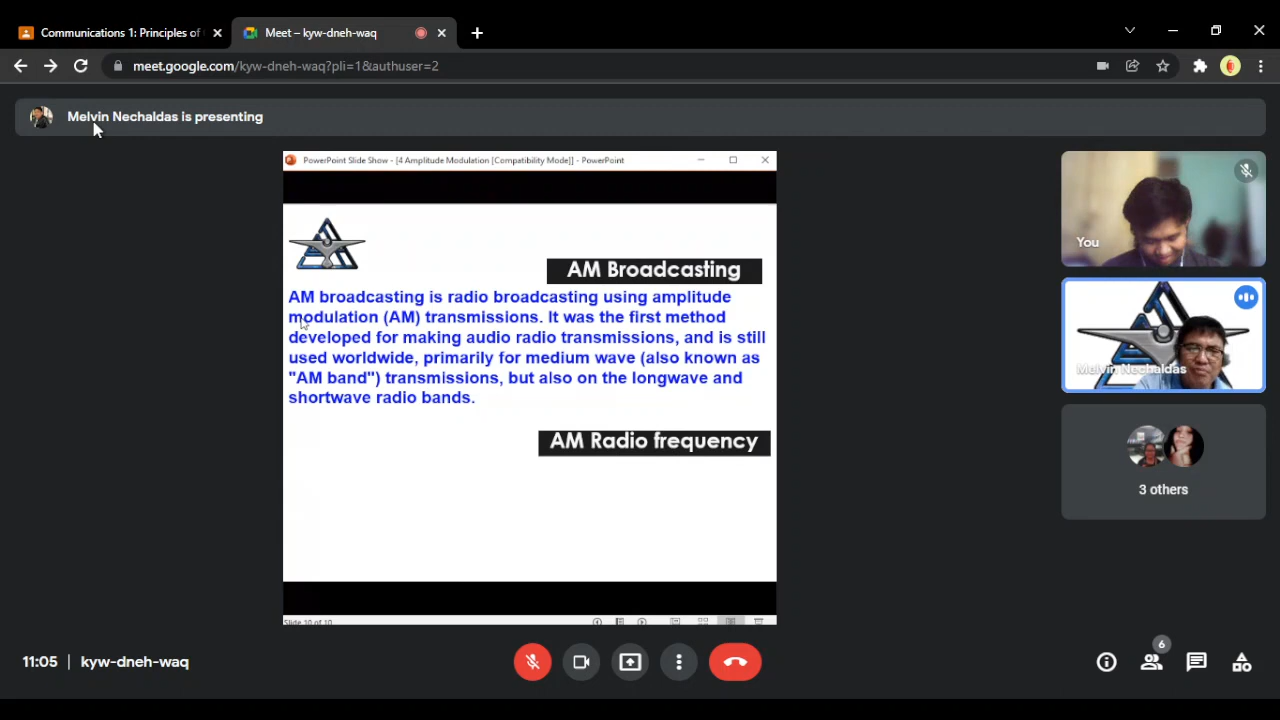 Communications 1: Principles of
Meet – kyw-dneh-waq
meet.google.com/kyw-dneh-waq?pli=1&authuser=2
Melvin Nechaldas is presenting
PowerPoint Slide Show - [4 Amplitude Modulation [Compatibility Mode]] - PowerPoint
AM Broadcasting
AM broadcasting is radio broadcasting using amplitude
modulation (AM) transmissions. It was the first method
developed for making audio radio transmissions, and is still
used worldwide, primarily for medium wave (also known as
"AM band") transmissions, but also on the longwave and
shortwave radio bands.
AM Radio frequency
Slide 10 of 10
You
Melvin Nechaldas
3 others
11:05 | kyw-dneh-waq
6